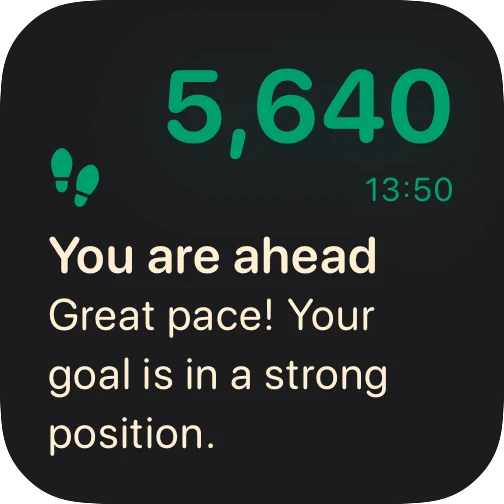 5,640
13:50
You are ahead
Great pace! Your
goal is in a strong
position.